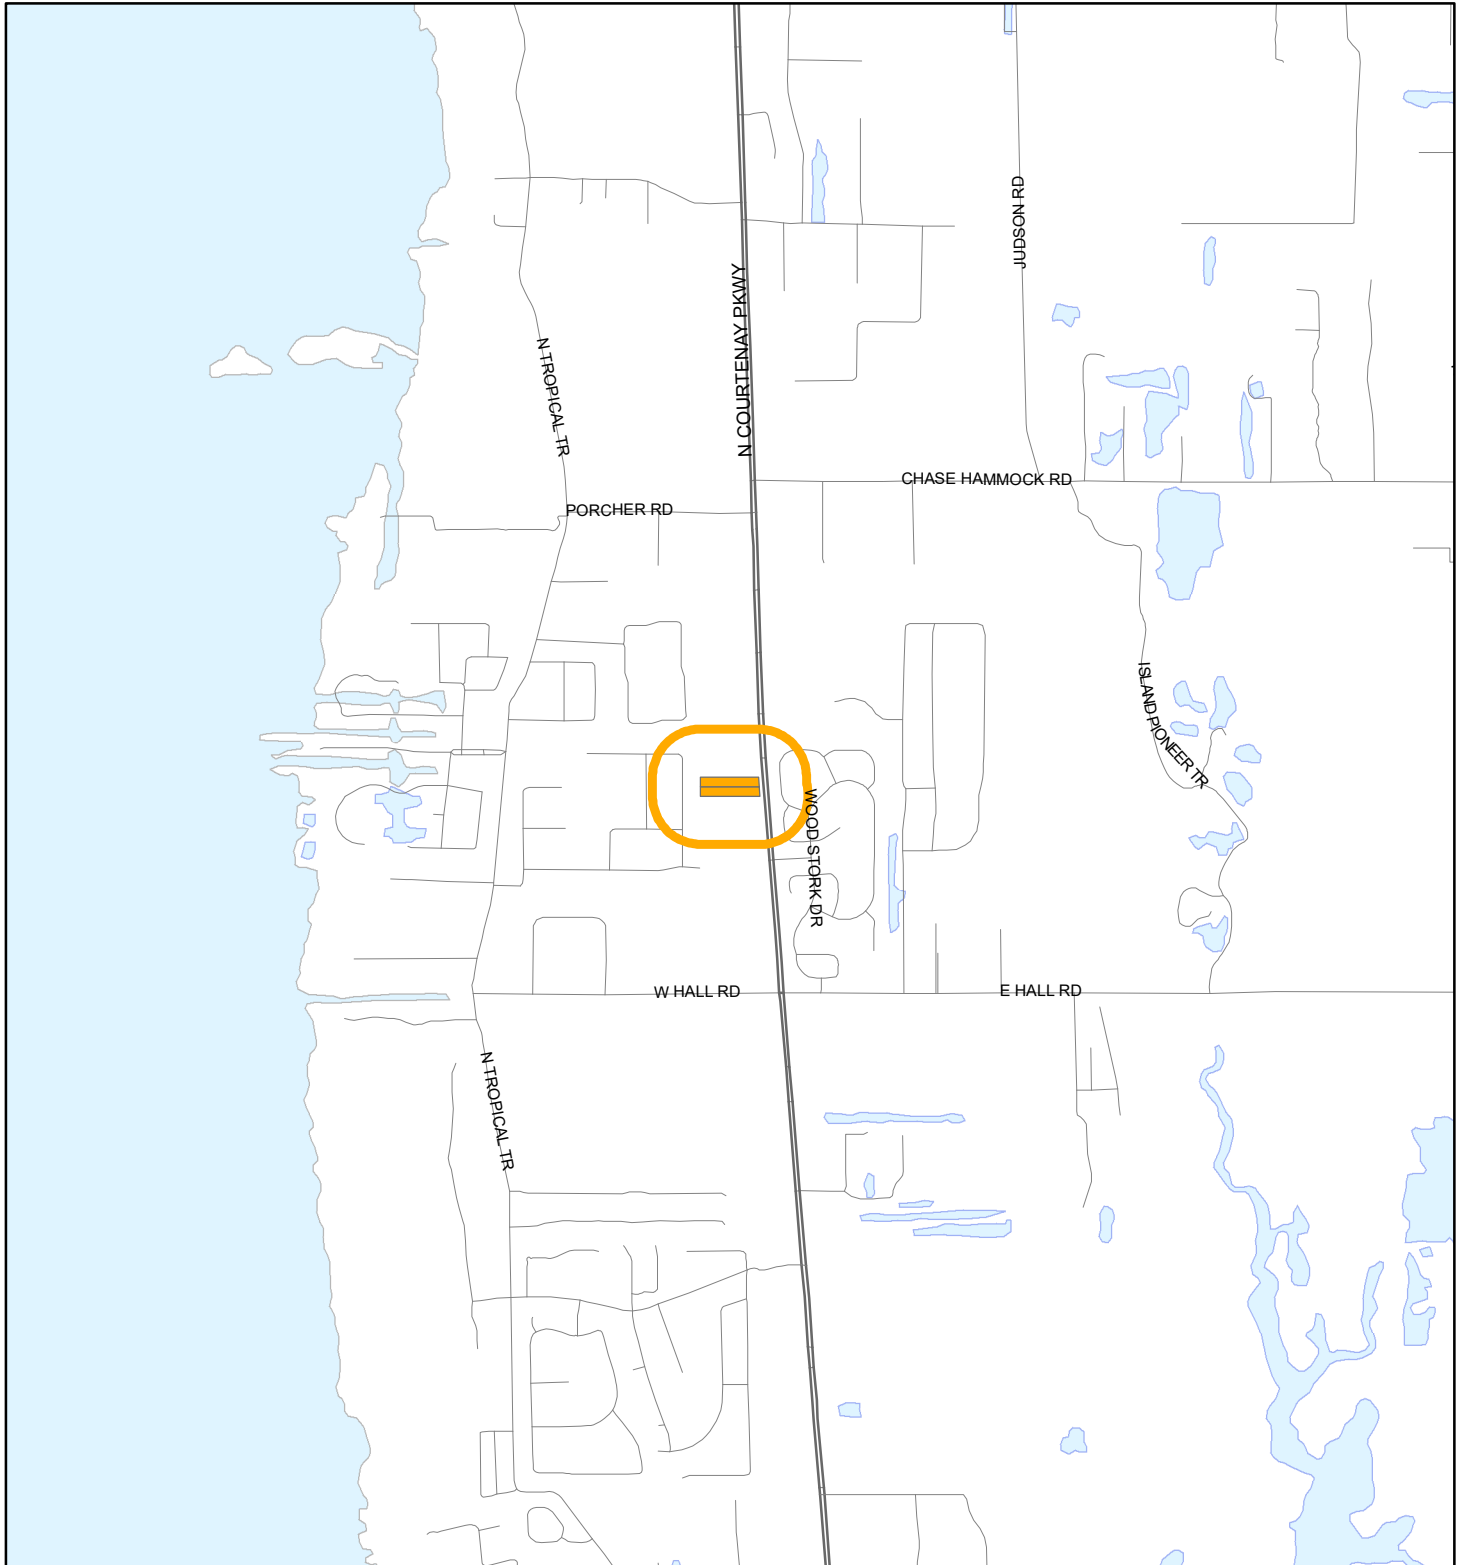 JUDSON RD
N COURTENAY PKWY
N TROPICAL TR
CHASE HAMMOCK RD
PORCHER RD
ISLAND PIONEER TR
WOOD STORK DR
W HALL RD
E HALL RD
N TROPICAL TR